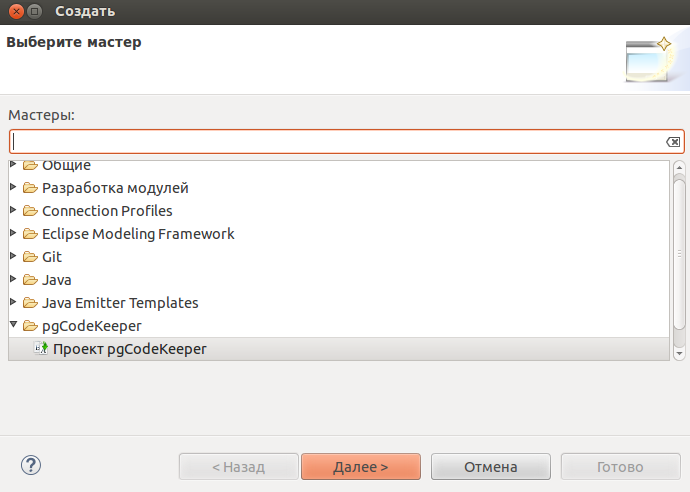 Создать
Выберите мастер
Мастеры:
Общие
Разработка модулей
Connection Profiles
Eclipse Modeling Framework
Git
Java
Java Emitter Templates
pgCodeKeeper
Проект pgCodeKeeper
< Назад Далее > Отмена Готово